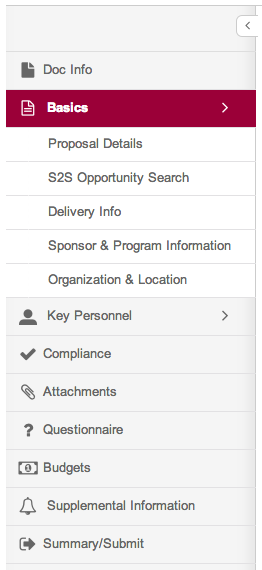 Doc Info
Basics
Proposal Details
S2S Opportunity Search
Delivery Info
Sponsor & Program Information
Organization & Location
Key Personnel
Compliance
Attachments
Questionnaire
Budgets
Supplemental Information
Summary/Submit